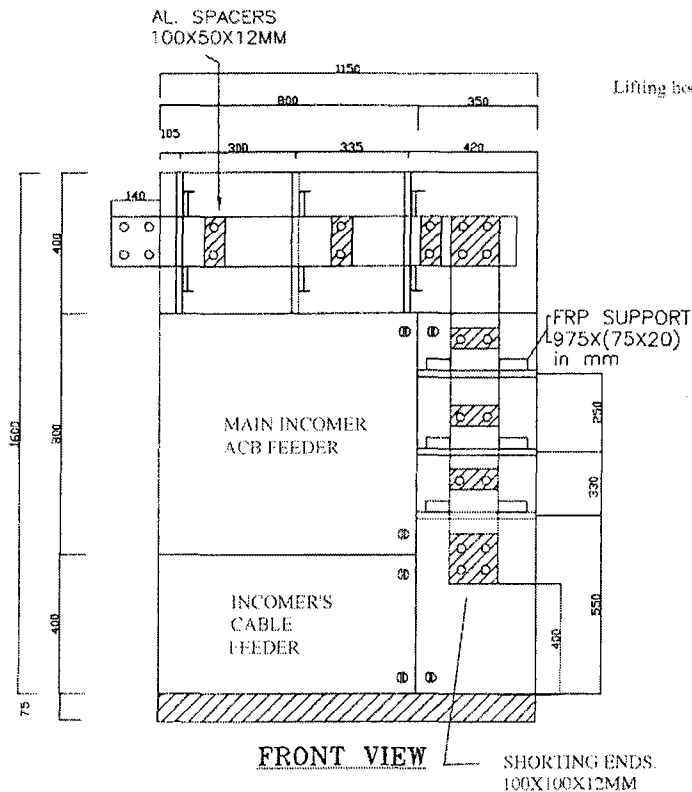 AL. SPACERS
100X50X12MM
1150
Lifting
800
350
105
300
335
420
140
400
FRP SUPPORT
975X(75X20)
in mm
MAIN INCOMER
ACB FEEDER
250
1600
800
330
INCOMER'S
CABLE
FEEDER
550
400
400
75
FRONT VIEW
SHORTING ENDS.
100X100X12MM